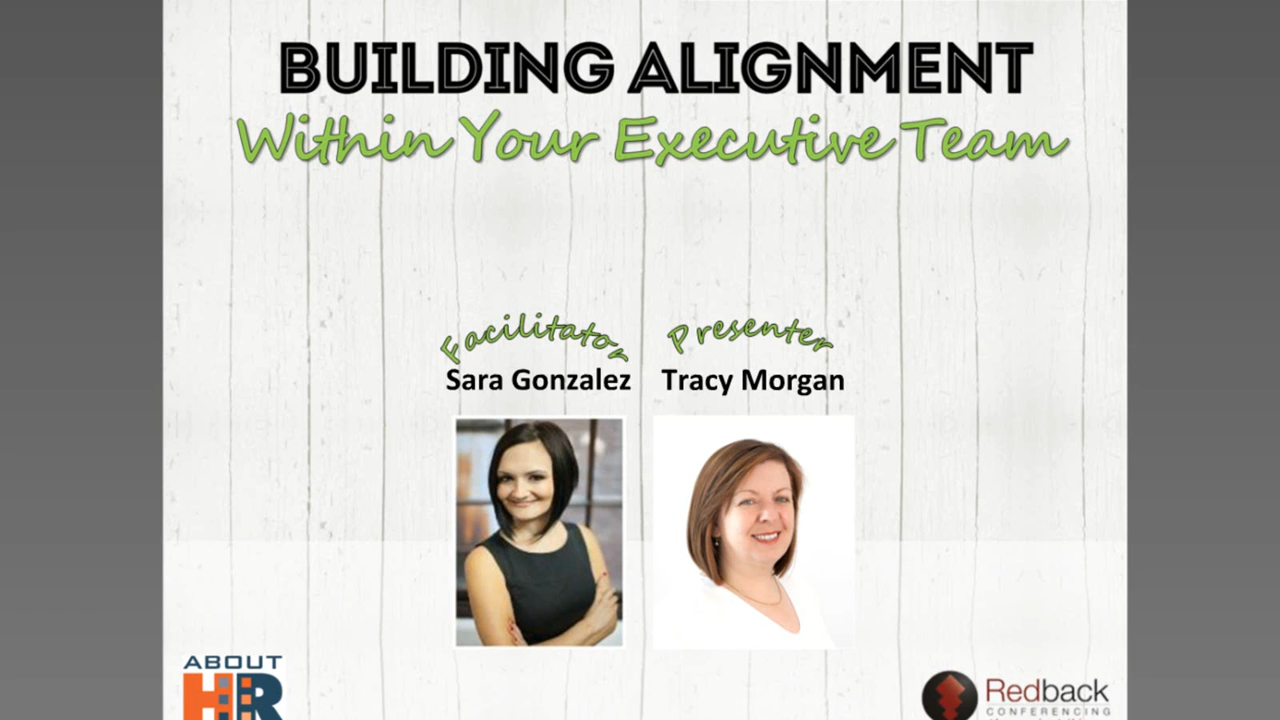 BUILDING ALIGNMENT
Within Your Executive Team
Facilitator
Presenter
Sara Gonzalez
Tracy Morgan
ABOUT
HR
Redback
CONFERENCING